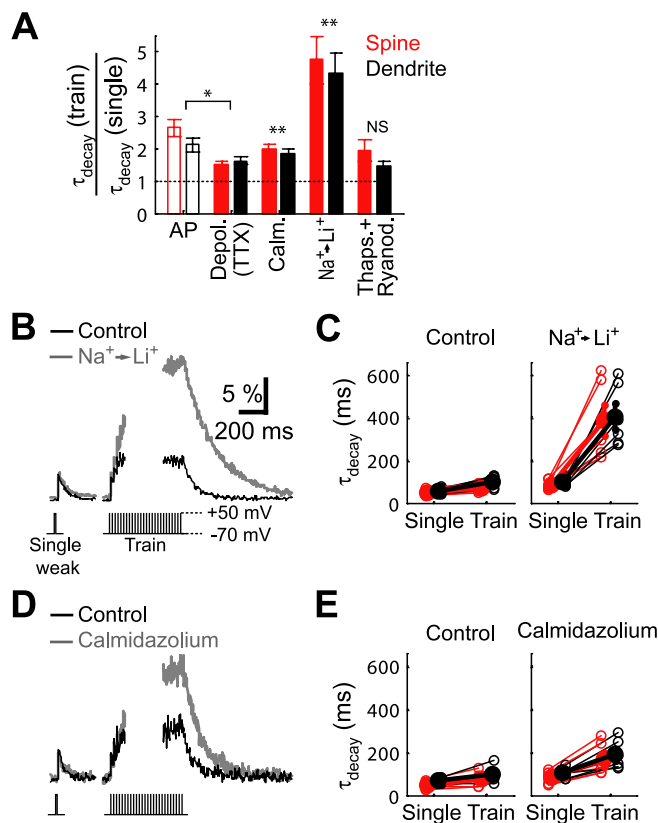 A
τdecay (train)
τdecay (single)
5
4
3
2
1
0
*
**
**
NS
Spine
Dendrite
AP
Depol.
(TTX)
Calm.
Na⁺→Li⁺
Thaps.+
Ryanod.
B
Control
Na⁺→Li⁺
5 %
200 ms
+50 mV
-70 mV
Single
weak
Train
C
Control
Na⁺→Li⁺
τdecay (ms)
600
400
200
0
Single Train
Single Train
D
Control
Calmidazolium
E
Control
Calmidazolium
τdecay (ms)
600
400
200
0
Single Train
Single Train